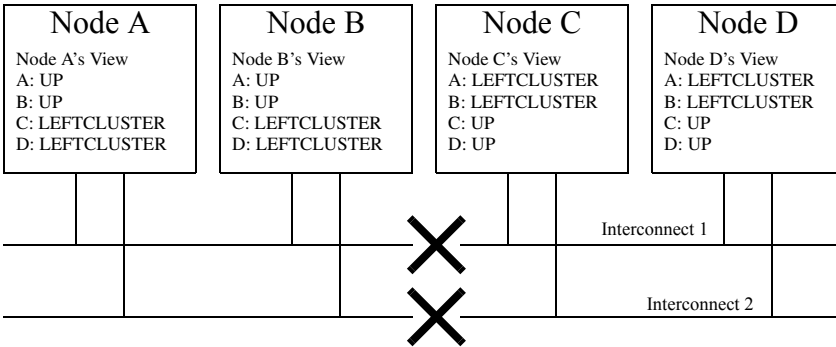 Node A
Node A's View
A: UP
B: UP
C: LEFTCLUSTER
D: LEFTCLUSTER
Node B
Node B's View
A: UP
B: UP
C: LEFTCLUSTER
D: LEFTCLUSTER
Node C
Node C's View
A: LEFTCLUSTER
B: LEFTCLUSTER
C: UP
D: UP
Node D
Node D's View
A: LEFTCLUSTER
B: LEFTCLUSTER
C: UP
D: UP
Interconnect 1
Interconnect 2